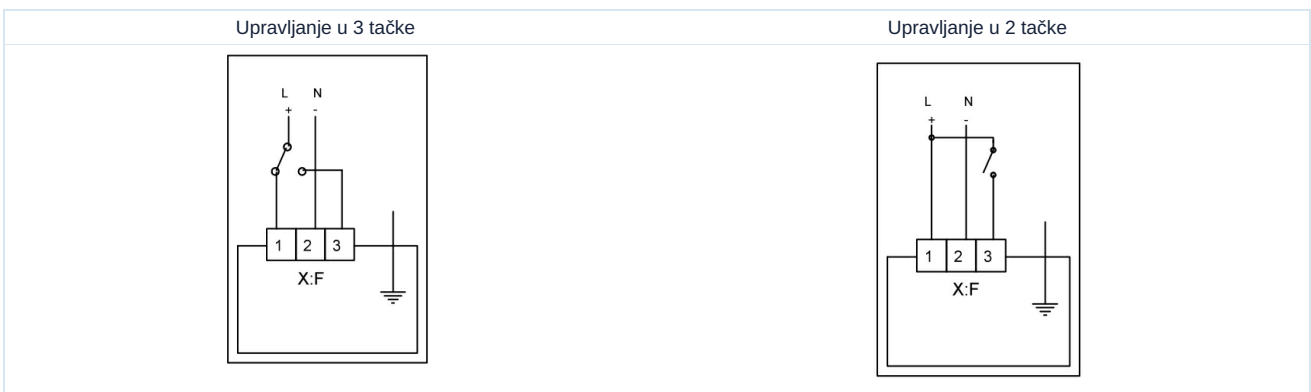 Upravljanje u 3 tačke
L N
+ -
1 2 3
X:F
Upravljanje u 2 tačke
L N
+ -
1 2 3
X:F